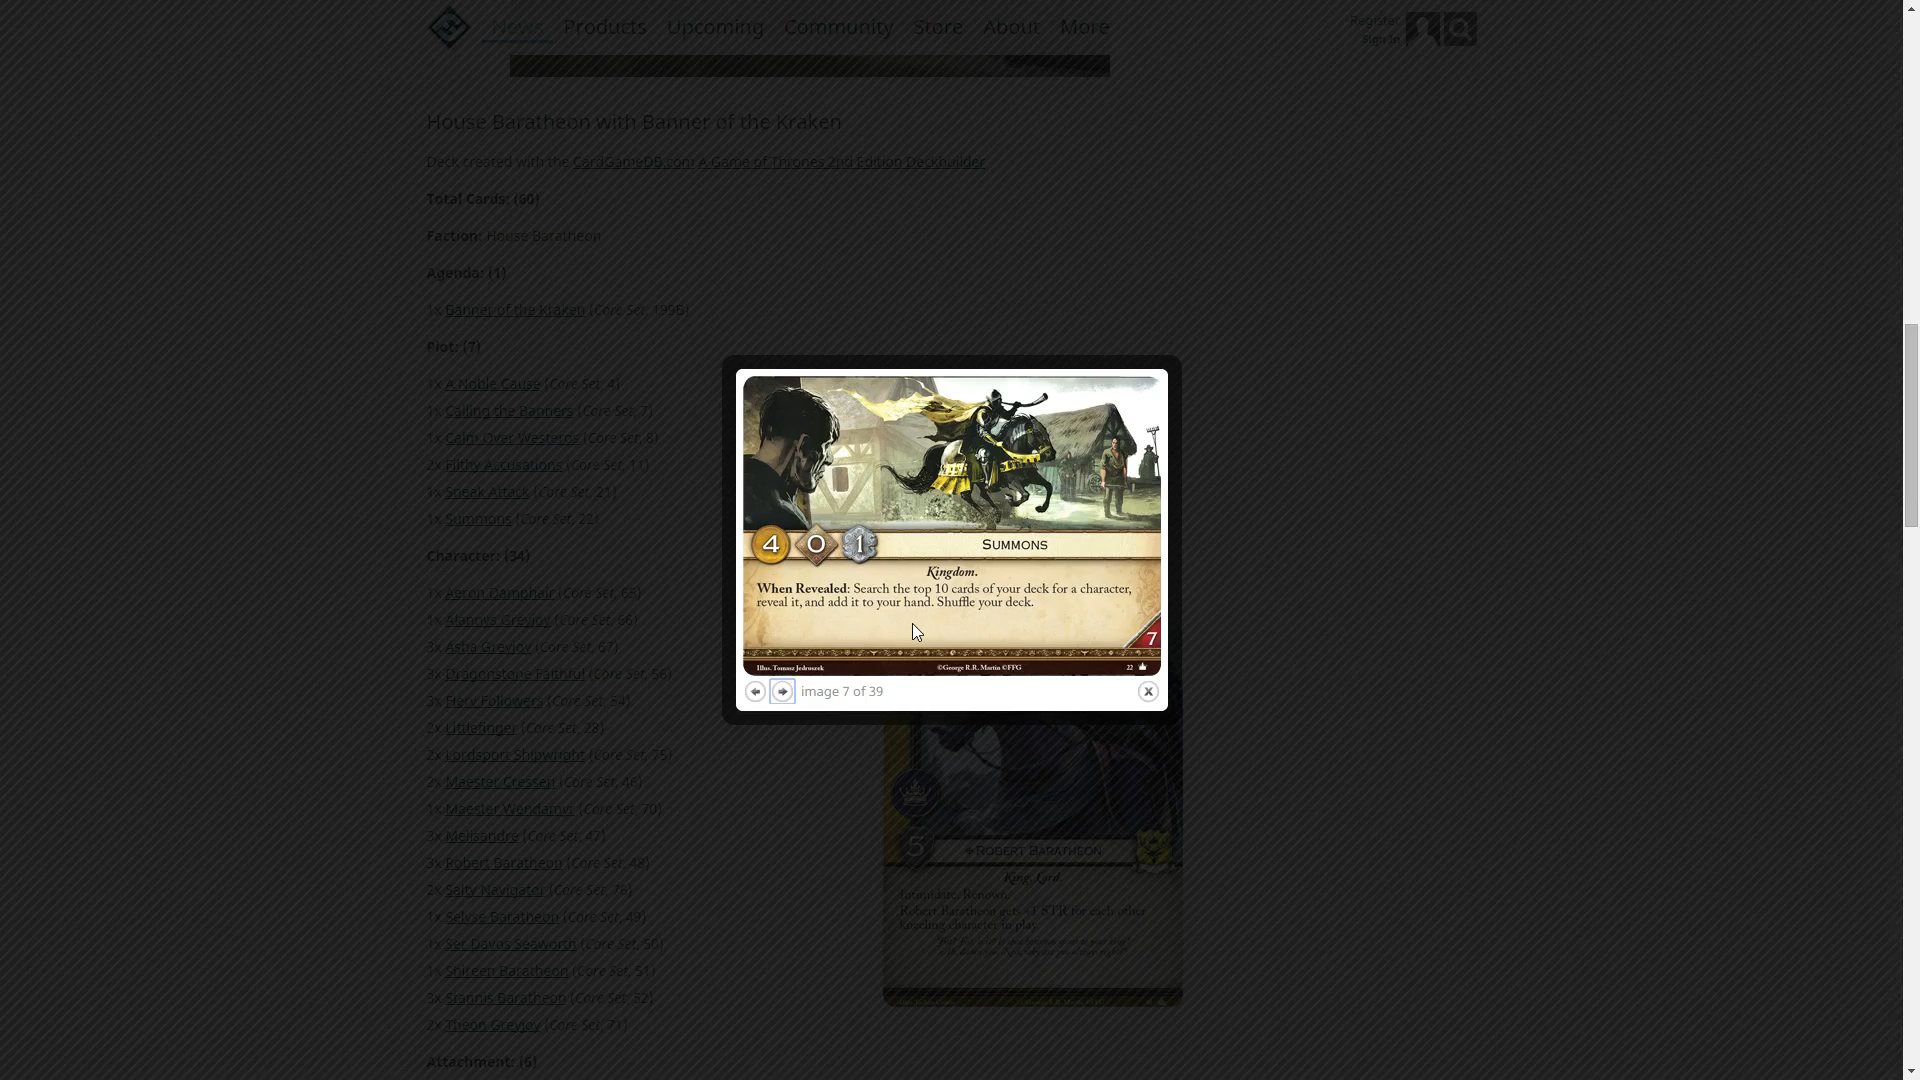 News Products Upcoming Community Store About More
Register
Sign In
House Baratheon with Banner of the Kraken
Deck created with the CardGameDB.com A Game of Thrones 2nd Edition Deckbuilder
Total Cards: (60)
Faction: House Baratheon
Agenda: (1)
1x Banner of the Kraken (Core Set, 199B)
Plot: (7)
1x A Noble Cause (Core Set, 4)
1x Calling the Banners (Core Set, 7)
1x Calm Over Westeros (Core Set, 8)
2x Filthy Accusations (Core Set, 11)
1x Sneak Attack (Core Set, 21)
1x Summons (Core Set, 22)
Character: (34)
1x Aeron Damphair (Core Set, 65)
1x Alannys Greyjoy (Core Set, 66)
3x Asha Greyjoy (Core Set, 67)
3x Dragonstone Faithful (Core Set, 56)
3x Fiery Followers (Core Set, 54)
2x Littlefinger (Core Set, 28)
2x Lordsport Shipwright (Core Set, 75)
2x Maester Cressen (Core Set, 46)
1x Maester Wendamyr (Core Set, 70)
3x Melisandre (Core Set, 47)
3x Robert Baratheon (Core Set, 48)
2x Salty Navigator (Core Set, 76)
1x Selyse Baratheon (Core Set, 49)
1x Ser Davos Seaworth (Core Set, 50)
1x Shireen Baratheon (Core Set, 51)
3x Stannis Baratheon (Core Set, 52)
2x Theon Greyjoy (Core Set, 71)
Attachment: (6)
4 0 1 SUMMONS
Kingdom.
When Revealed: Search the top 10 cards of your deck for a character,
reveal it, and add it to your hand. Shuffle your deck.
7
Illus. Tomasz Jedruszek ©George R.R. Martin ©FFG 22
image 7 of 39
5 ROBERT BARATHEON
King. Lord.
Intimidate. Renown.
Robert Baratheon gets +1 STR for each other
kneeling character in play.